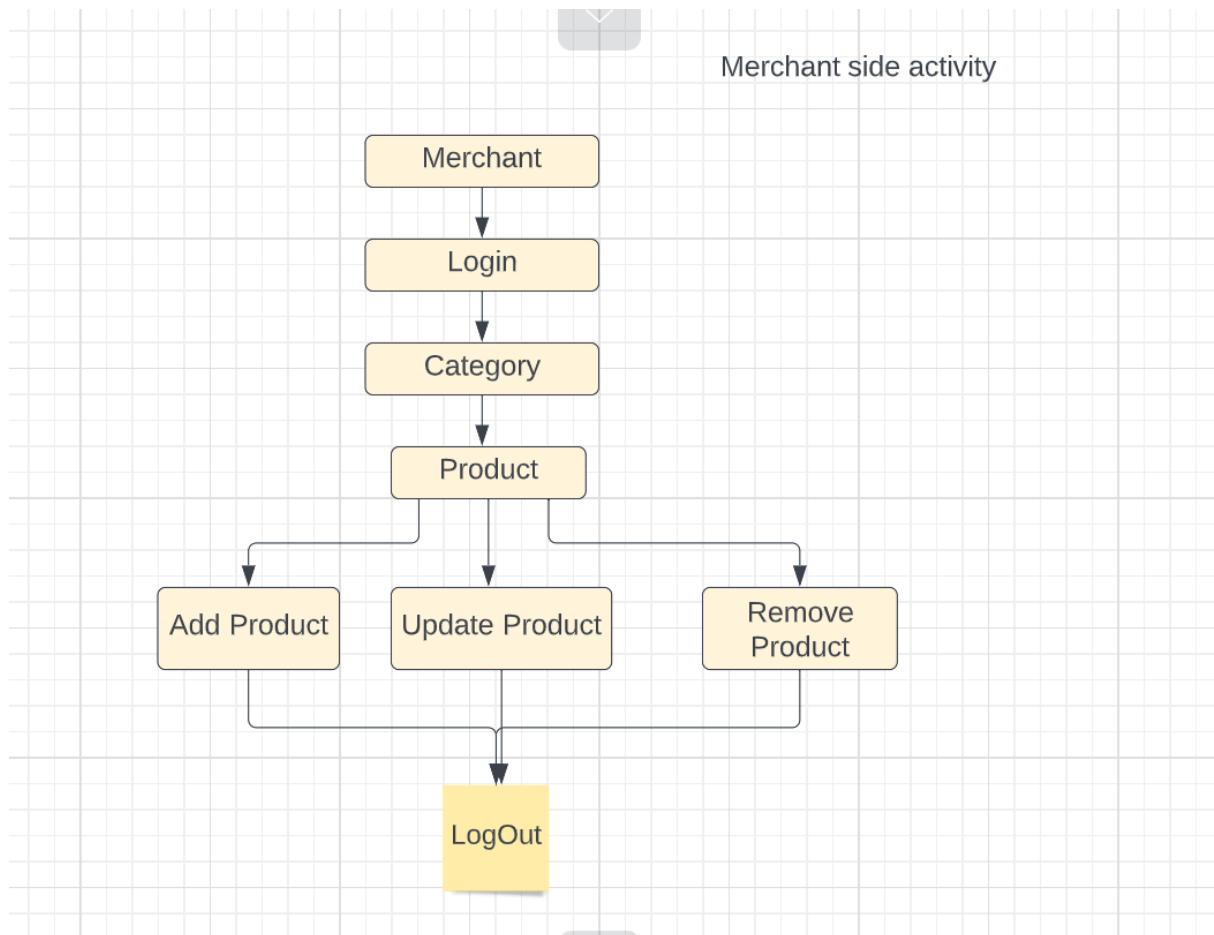 Merchant side activity
Merchant
Login
Category
Product
Add Product
Update Product
Remove
Product
LogOut